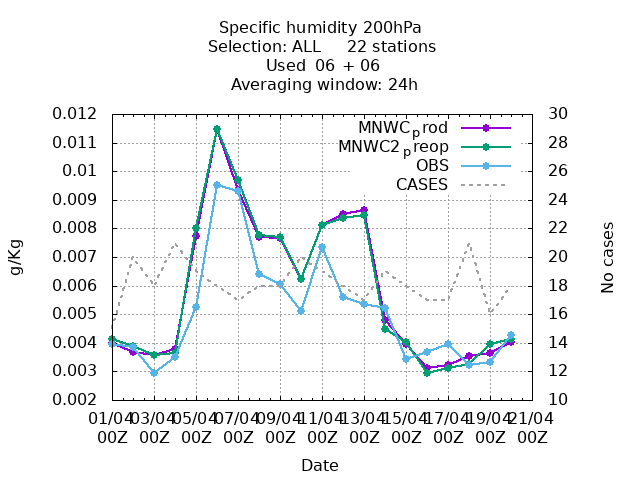 Specific humidity 200hPa
Selection: ALL 22 stations
Used 06 + 06
Averaging window: 24h
0.012
0.011
0.01
0.009
0.008
0.007
0.006
0.005
0.004
0.003
0.002
g/Kg
MNWCprod
MNWC2preop
OBS
CASES
30
28
26
24
22
20
18
16
14
12
10
No cases
01/04 03/04 05/04 07/04 09/04 11/04 13/04 15/04 17/04 19/04 21/04
00Z 00Z 00Z 00Z 00Z 00Z 00Z 00Z 00Z 00Z 00Z
Date